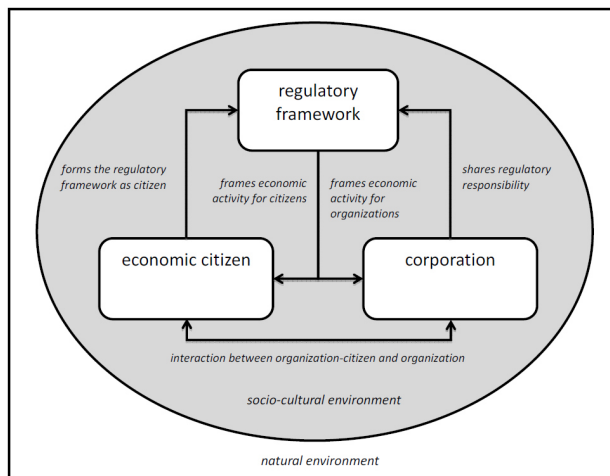 regulatory
framework
forms the regulatory
framework as citizen
frames economic
activity for citizens
frames economic
activity for
organizations
shares regulatory
responsibility
economic citizen
corporation
interaction between organization-citizen and organization
socio-cultural environment
natural environment